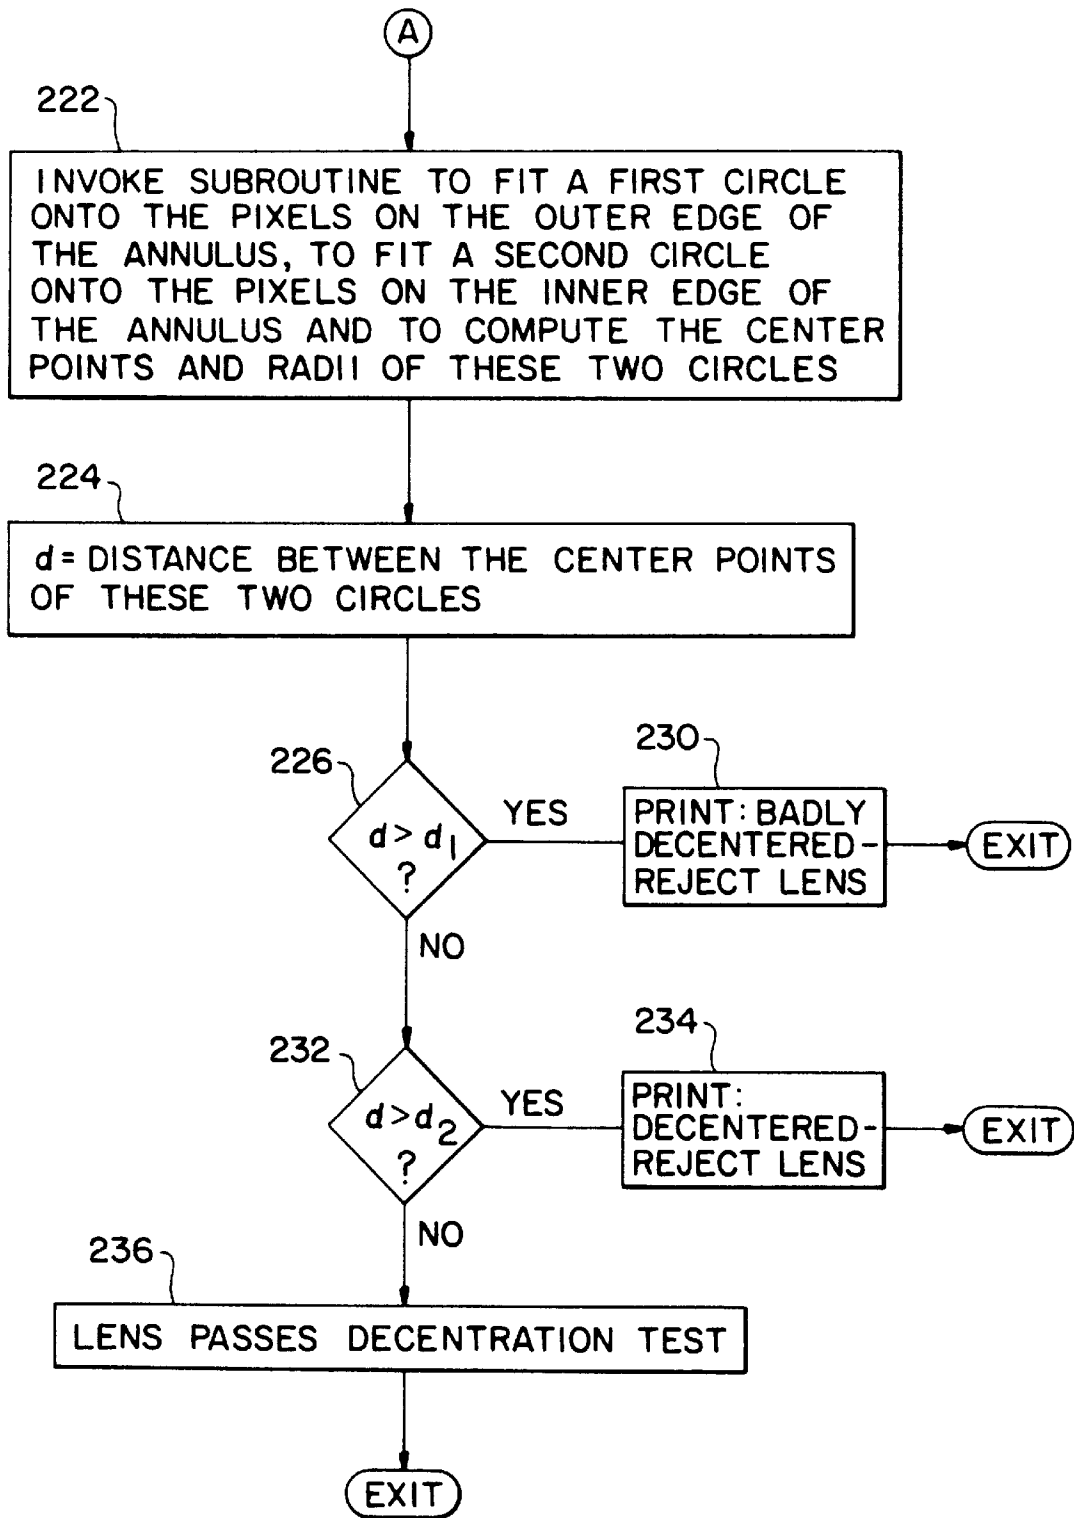 A
222
INVOKE SUBROUTINE TO FIT A FIRST CIRCLE
ONTO THE PIXELS ON THE OUTER EDGE OF
THE ANNULUS, TO FIT A SECOND CIRCLE
ONTO THE PIXELS ON THE INNER EDGE OF
THE ANNULUS AND TO COMPUTE THE CENTER
POINTS AND RADII OF THESE TWO CIRCLES
224
d = DISTANCE BETWEEN THE CENTER POINTS
OF THESE TWO CIRCLES
226
d > d1
?
YES
230
PRINT: BADLY
DECENTERED-
REJECT LENS
EXIT
NO
232
d > d2
?
YES
234
PRINT:
DECENTERED-
REJECT LENS
EXIT
NO
236
LENS PASSES DECENTRATION TEST
EXIT